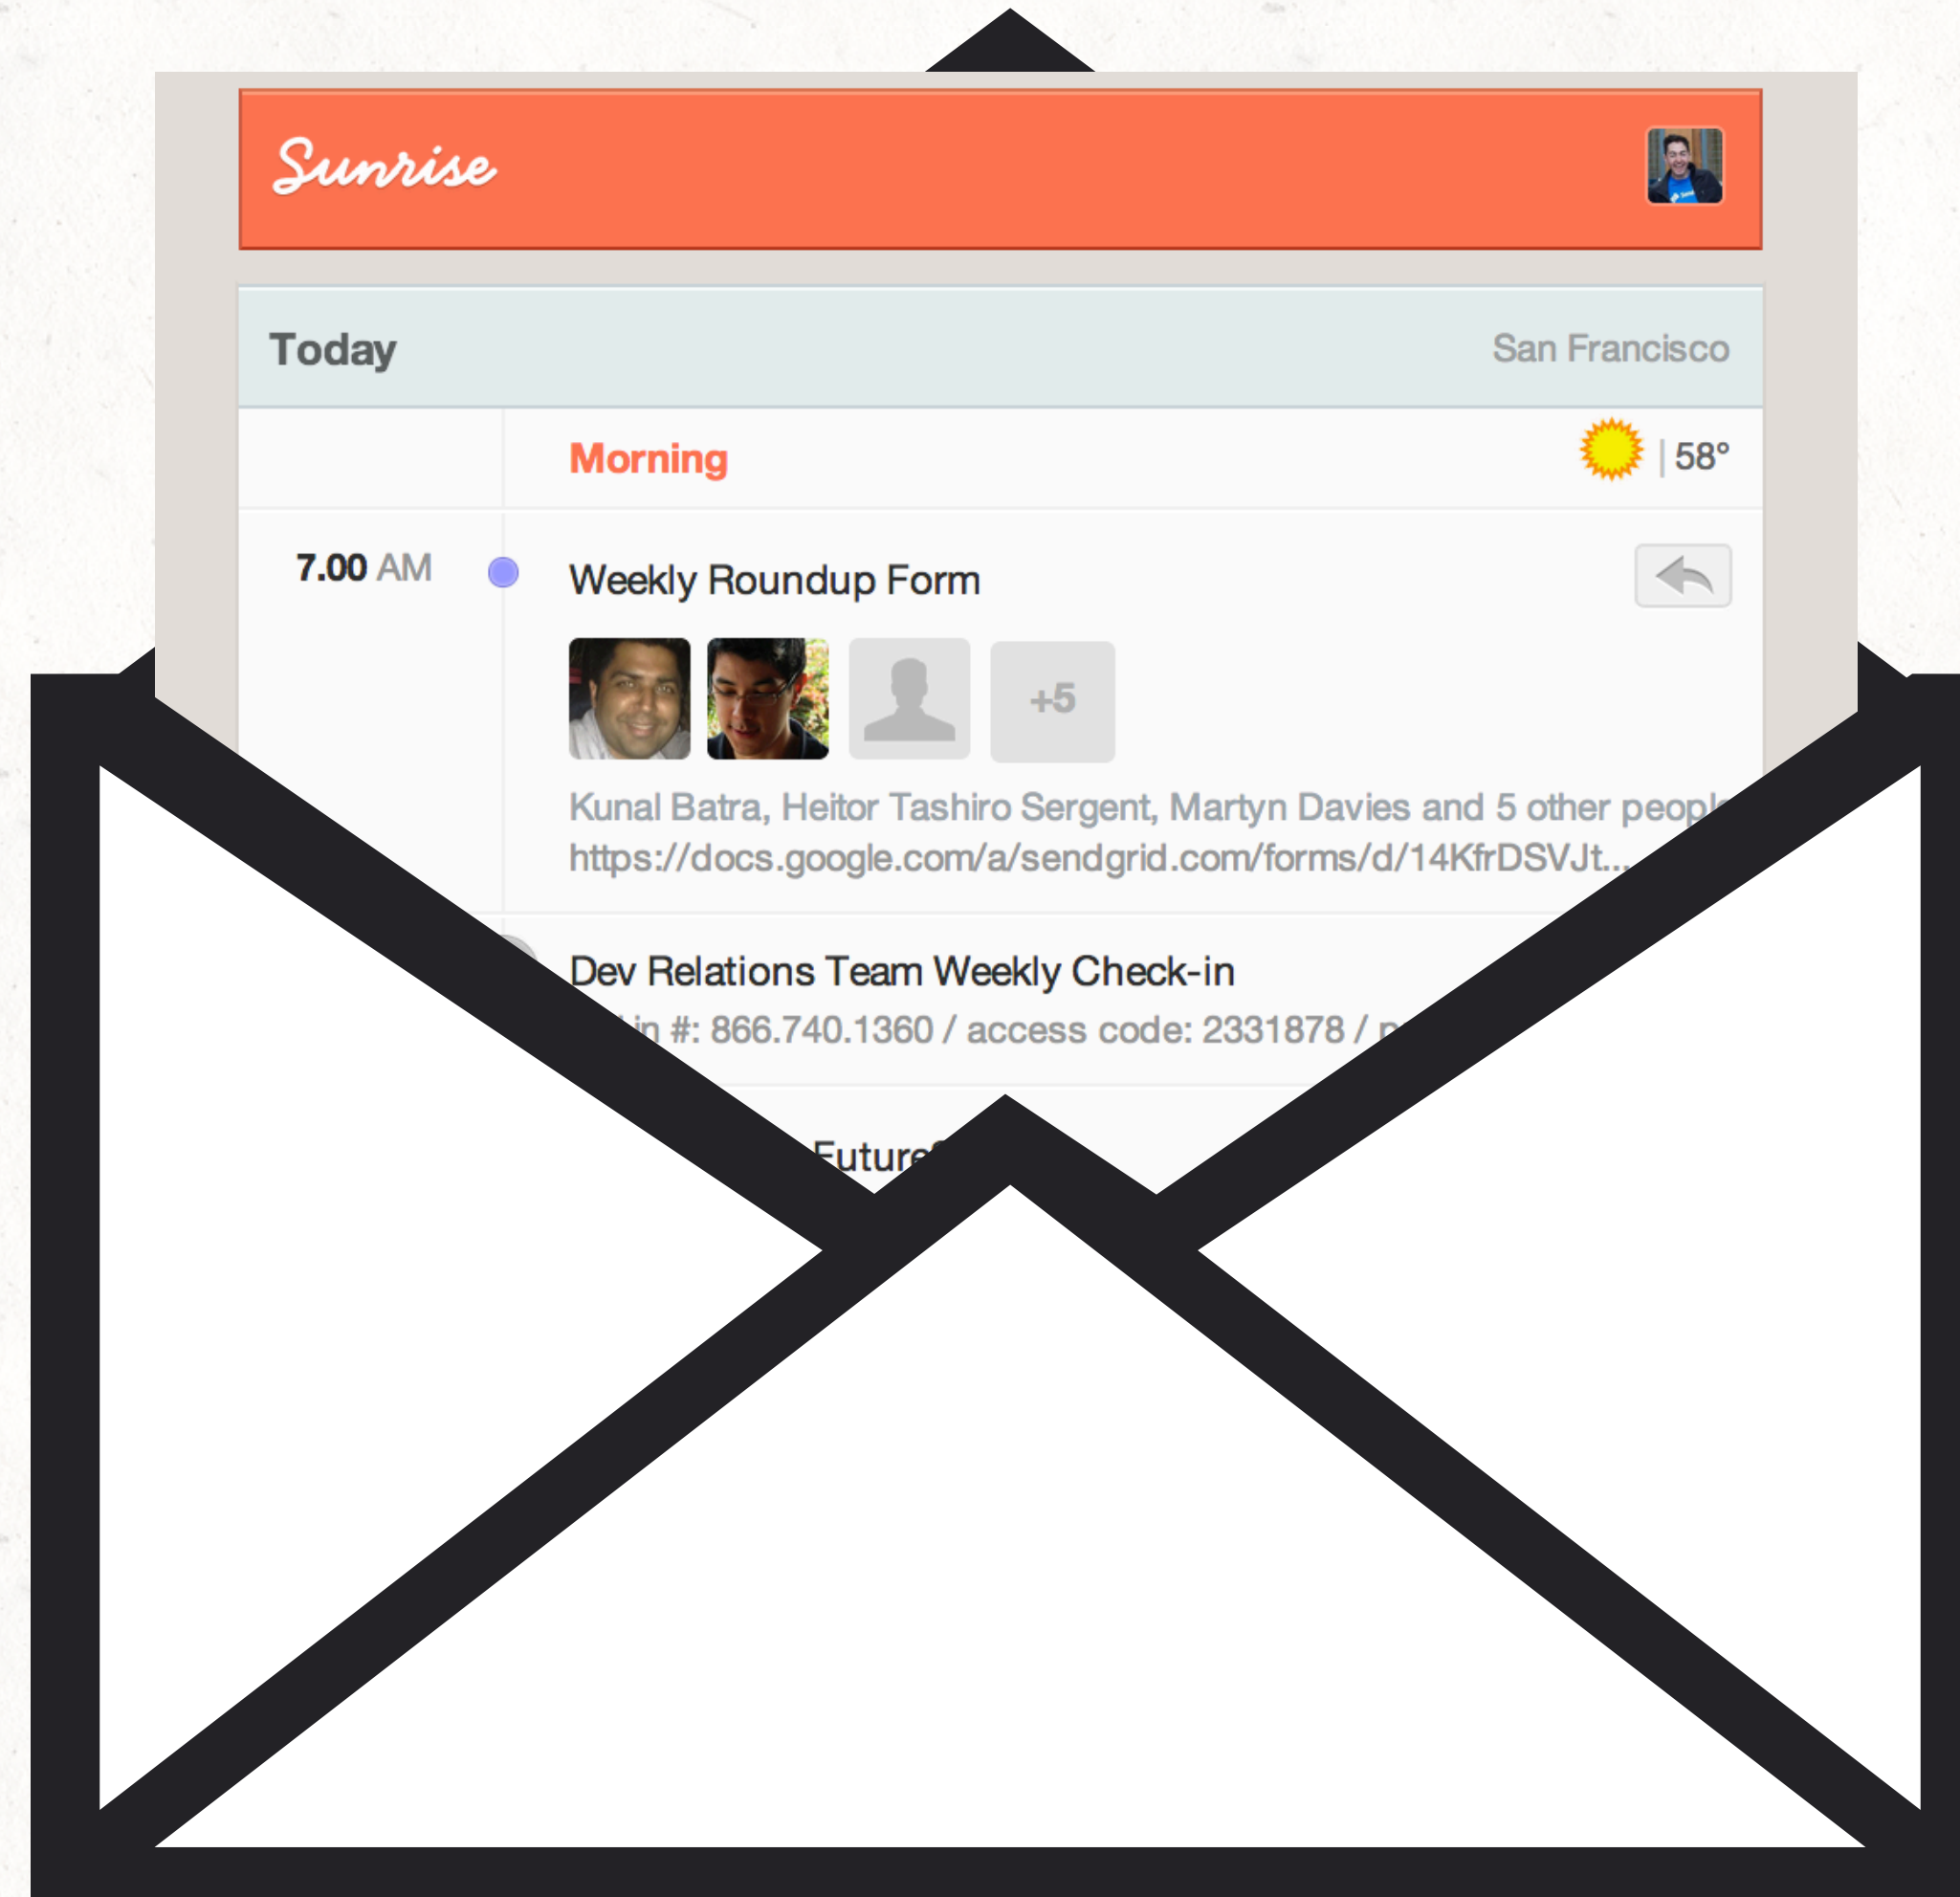 Sunrise
Today
San Francisco
Morning
| 58°
7.00 AM
Weekly Roundup Form
+5
Kunal Batra, Heitor Tashiro Sergent, Martyn Davies and 5 other people
https://docs.google.com/a/sendgrid.com/forms/d/14KfrDSVJt...
Dev Relations Team Weekly Check-in
in #: 866.740.1360 / access code: 2331878 /
Future